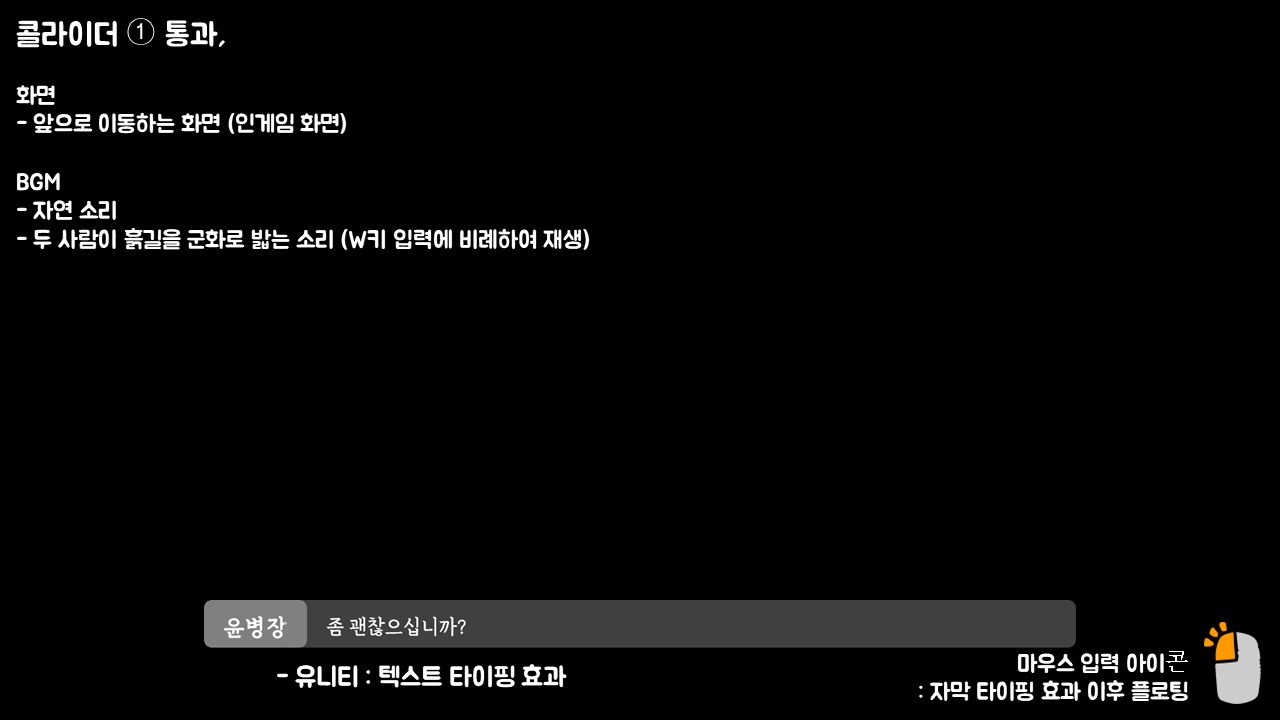 콜라이더 ① 통과,
화면
- 앞으로 이동하는 화면 (인게임 화면)
BGM
- 자연 소리
- 두 사람이 흙길을 군화로 밟는 소리 (W키 입력에 비례하여 재생)
윤병장
좀 괜찮으십니까?
- 유니티 : 텍스트 타이핑 효과
마우스 입력 아이콘
: 자막 타이핑 효과 이후 플로팅